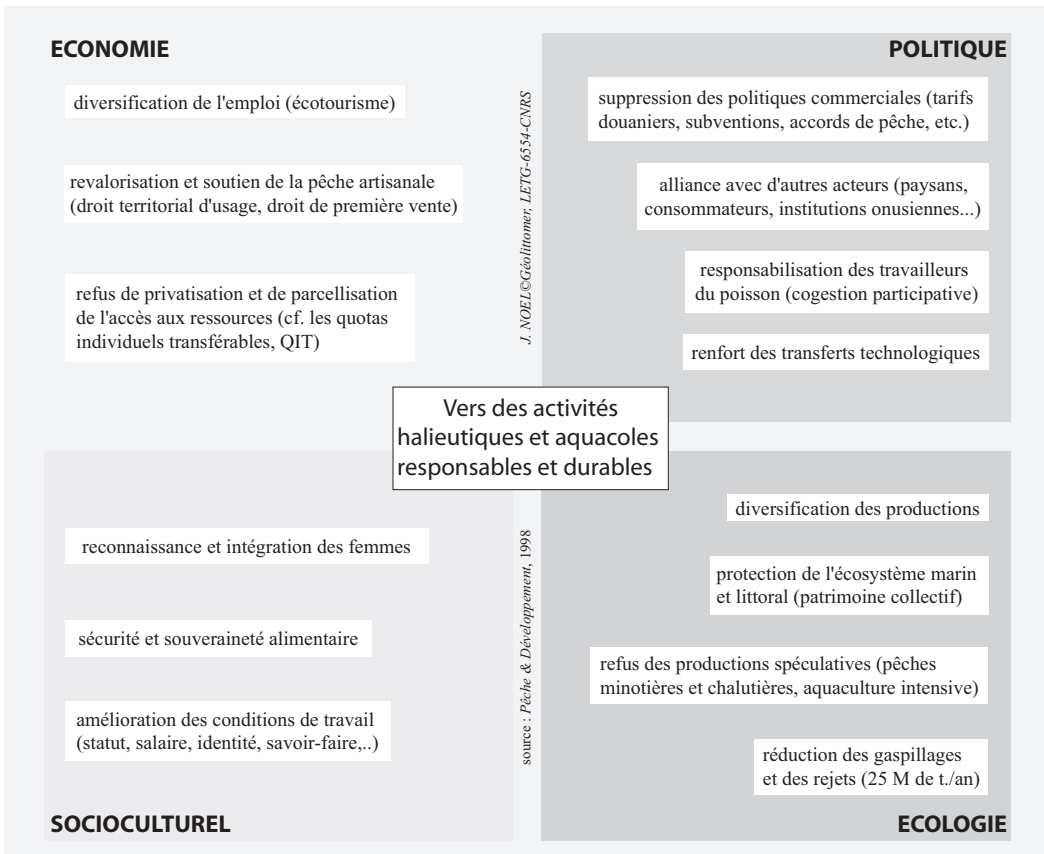 ECONOMIE
diversification de l'emploi (écotourisme)
revalorisation et soutien de la pêche artisanale
(droit territorial d'usage, droit de première vente)
refus de privatisation et de parcellisation
de l'accès aux ressources (cf. les quotas
individuels transférables, QIT)
J. NOEL©Géolittomer, LETG-6554-CNRS
POLITIQUE
suppression des politiques commerciales (tarifs
douaniers, subventions, accords de pêche, etc.)
alliance avec d'autres acteurs (paysans,
consommateurs, institutions onusiennes...)
responsabilisation des travailleurs
du poisson (cogestion participative)
renfort des transferts technologiques
Vers des activités
halieutiques et aquacoles
responsables et durables
reconnaissance et intégration des femmes
sécurité et souveraineté alimentaire
amélioration des conditions de travail
(statut, salaire, identité, savoir-faire,..)
SOCIOCULTUREL
source : Pêche & Développement, 1998
diversification des productions
protection de l'écosystème marin
et littoral (patrimoine collectif)
refus des productions spéculatives (pêches
minotières et chalutières, aquaculture intensive)
réduction des gaspillages
et des rejets (25 M de t./an)
ECOLOGIE